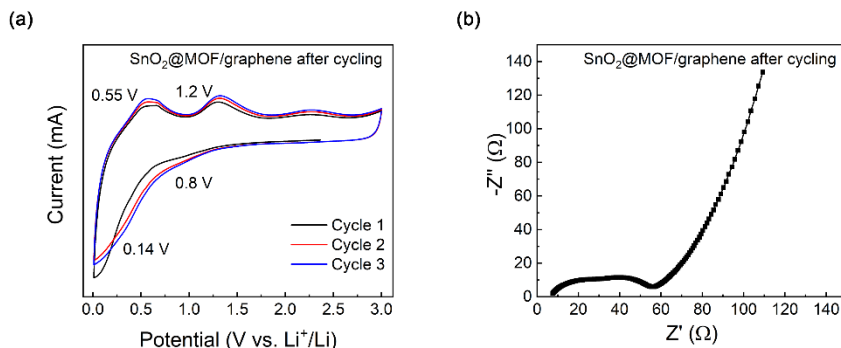 (a)
SnO₂@MOF/graphene after cycling
0.55 V
1.2 V
0.8 V
0.14 V
Cycle 1
Cycle 2
Cycle 3
Current (mA)
0.0 0.5 1.0 1.5 2.0 2.5 3.0
Potential (V vs. Li⁺/Li)
(b)
SnO₂@MOF/graphene after cycling
-Z'' (Ω)
140
120
100
80
60
40
20
0
0 20 40 60 80 100 120 140
Z' (Ω)